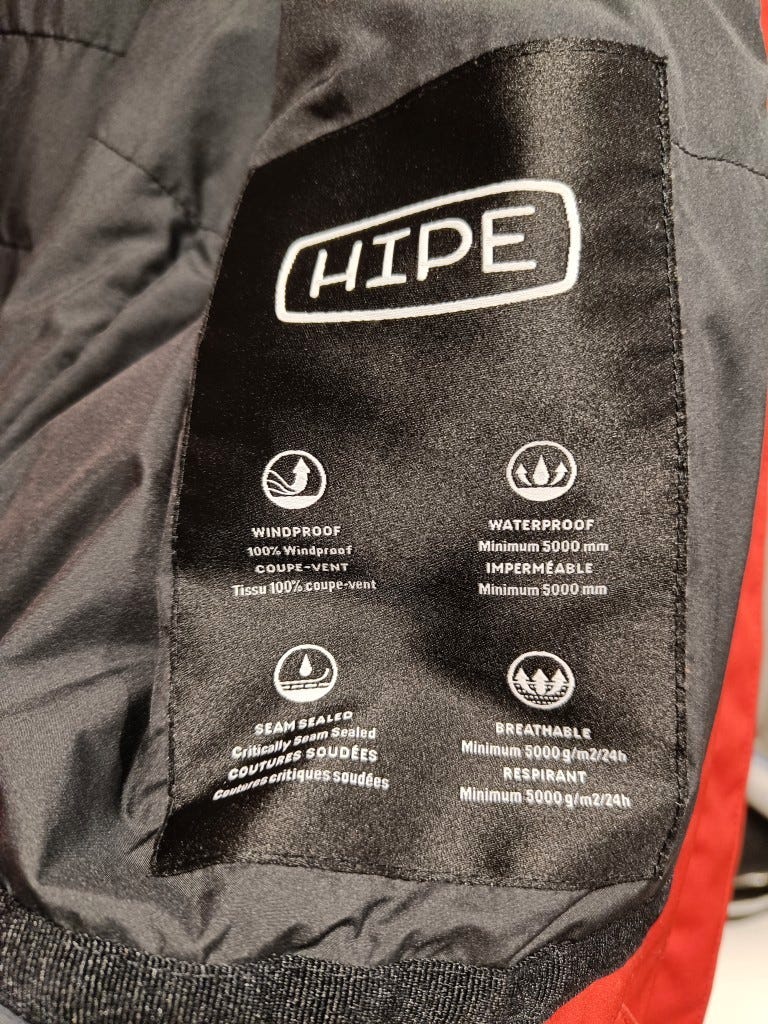 HIPE
WINDPROOF
100% Windproof
COUPE-VENT
Tissu 100% coupe-vent
WATERPROOF
Minimum 5000 mm
IMPERMÉABLE
Minimum 5000 mm
SEAM SEALED
Critically Seam Sealed
COUTURES SOUDÉES
Coutures critiques soudées
BREATHABLE
Minimum 5000 g/m2/24h
RESPIRANT
Minimum 5000 g/m2/24h